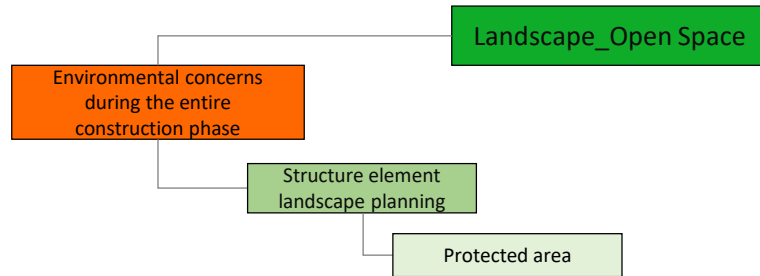 Landscape_Open Space
Environmental concerns
during the entire
construction phase
Structure element
landscape planning
Protected area